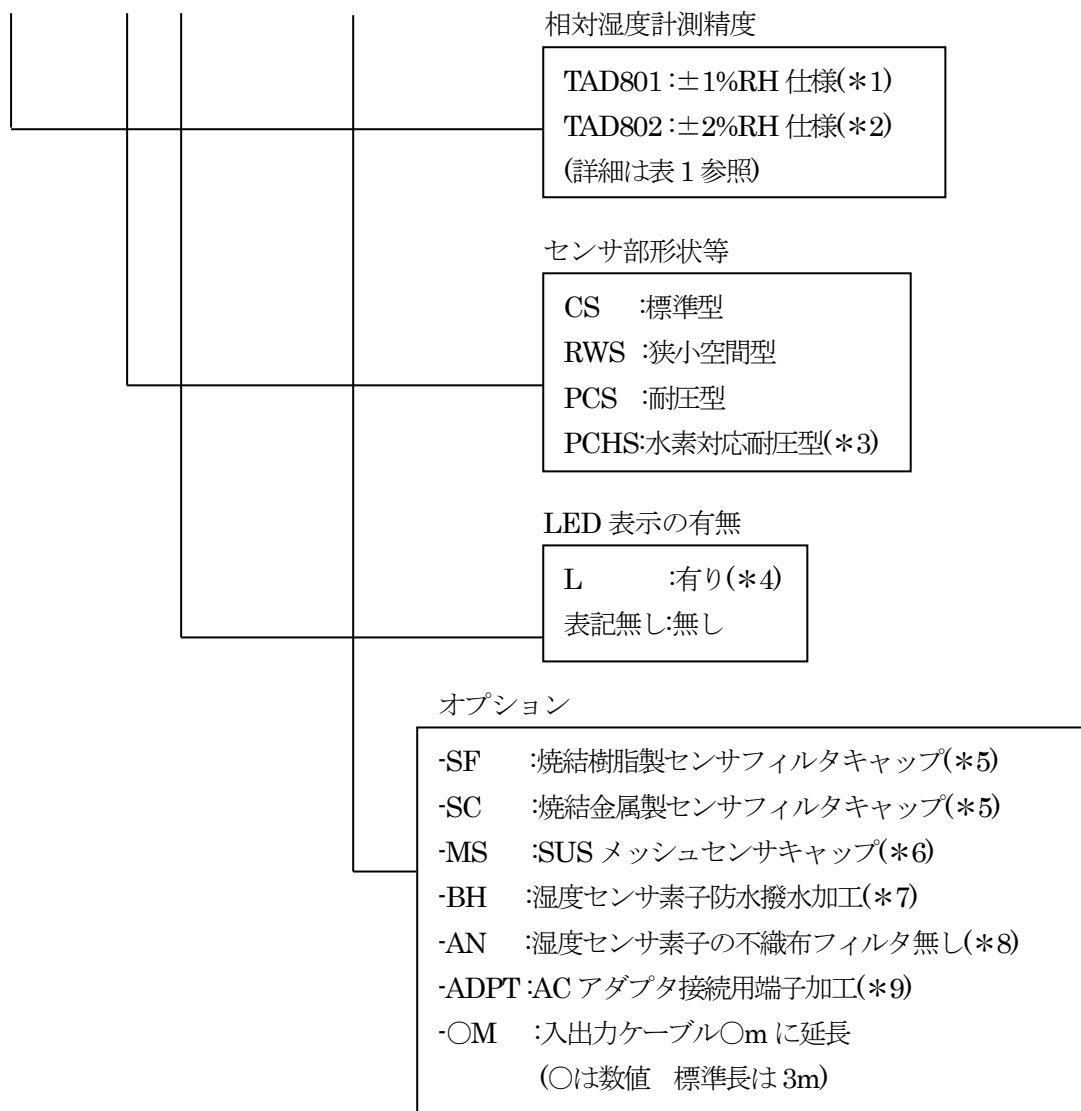 相対湿度計測精度
TAD801:±1%RH 仕様(＊1)
TAD802:±2%RH 仕様(＊2)
(詳細は表 1 参照)
センサ部形状等
CS :標準型
RWS :狭小空間型
PCS :耐圧型
PCHS:水素対応耐圧型(＊3)
LED 表示の有無
L :有り(＊4)
表記無し:無し
オプション
-SF :焼結樹脂製センサフィルタキャップ(＊5)
-SC :焼結金属製センサフィルタキャップ(＊5)
-MS :SUS メッシュセンサキャップ(＊6)
-BH :湿度センサ素子防水撥水加工(＊7)
-AN :湿度センサ素子の不織布フィルタ無し(＊8)
-ADPT:AC アダプタ接続用端子加工(＊9)
-○M :入出力ケーブル○m に延長
(○は数値　標準長は 3m)